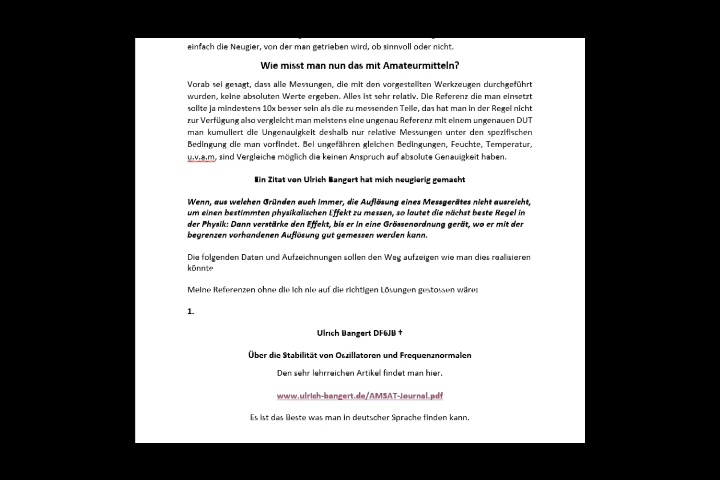 einfach die Neugier, von der man getrieben wird, ob sinnvoll oder nicht.
Wie misst man nun das mit Amateurmitteln?
Vorab sei gesagt, dass alle Messungen, die mit den vorgestellten Werkzeugen durchgeführt
wurden, keine absoluten Werte ergeben. Alles ist sehr relativ. Die Referenz die man einsetzt
sollte ja mindestens 10x besser sein als die zu messenden Teile, das hat man in der Regel nicht
zur Verfügung also vergleicht man meistens eine ungenau Referenz mit einem ungenauen DUT
man kumuliert die Ungenauigkeit deshalb nur relative Messungen unter den spezifischen
Bedingung die man vorfindet. Bei ungefähren gleichen Bedingungen, Feuchte, Temperatur,
u.v.a.m, sind Vergleiche möglich die keinen Anspruch auf absolute Genauigkeit haben.
Ein Zitat von Ulrich Bangert hat mich neugierig gemacht
Wenn, aus welchen Gründen auch immer, die Auflösung eines Messgerätes nicht ausreicht,
um einen bestimmten physikalischen Effekt zu messen, so lautet die nächst beste Regel in
der Physik: Dann verstärke den Effekt, bis er in eine Grössenordnung gerät, wo er mit der
begrenzen vorhandenen Auflösung gut gemessen werden kann.
Die folgenden Daten und Aufzeichnungen sollen den Weg aufzeigen wie man dies realisieren
könnte
Meine Referenzen ohne die ich nie auf die richtigen Lösungen gestossen wäre:
1.
Ulrich Bangert DF6JB †
Über die Stabilität von Oszillatoren und Frequenznormalen
Den sehr lehrreichen Artikel findet man hier.
www.ulrich-bangert.de/AMSAT-Journal.pdf
Es ist das Beste was man in deutscher Sprache finden kann.